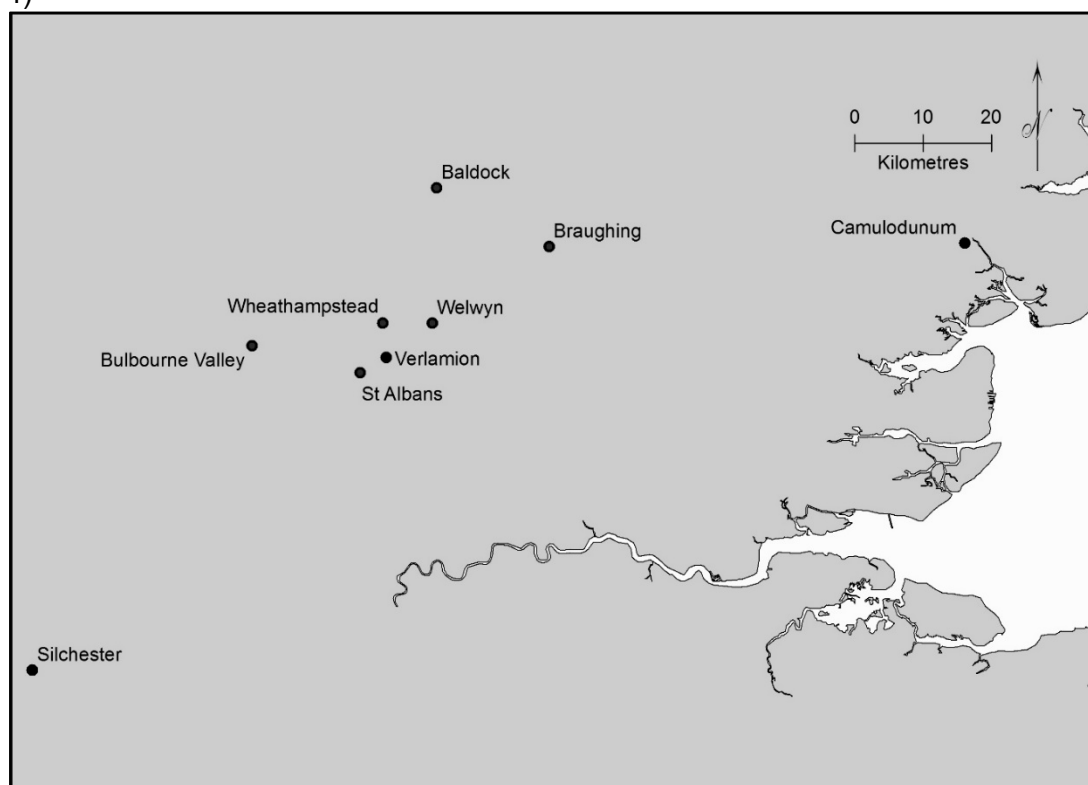 0 10 20
Kilometres
N
Baldock
Braughing
Camulodunum
Wheathampstead
Welwyn
Bulbourne Valley
Verlamion
St Albans
Silchester